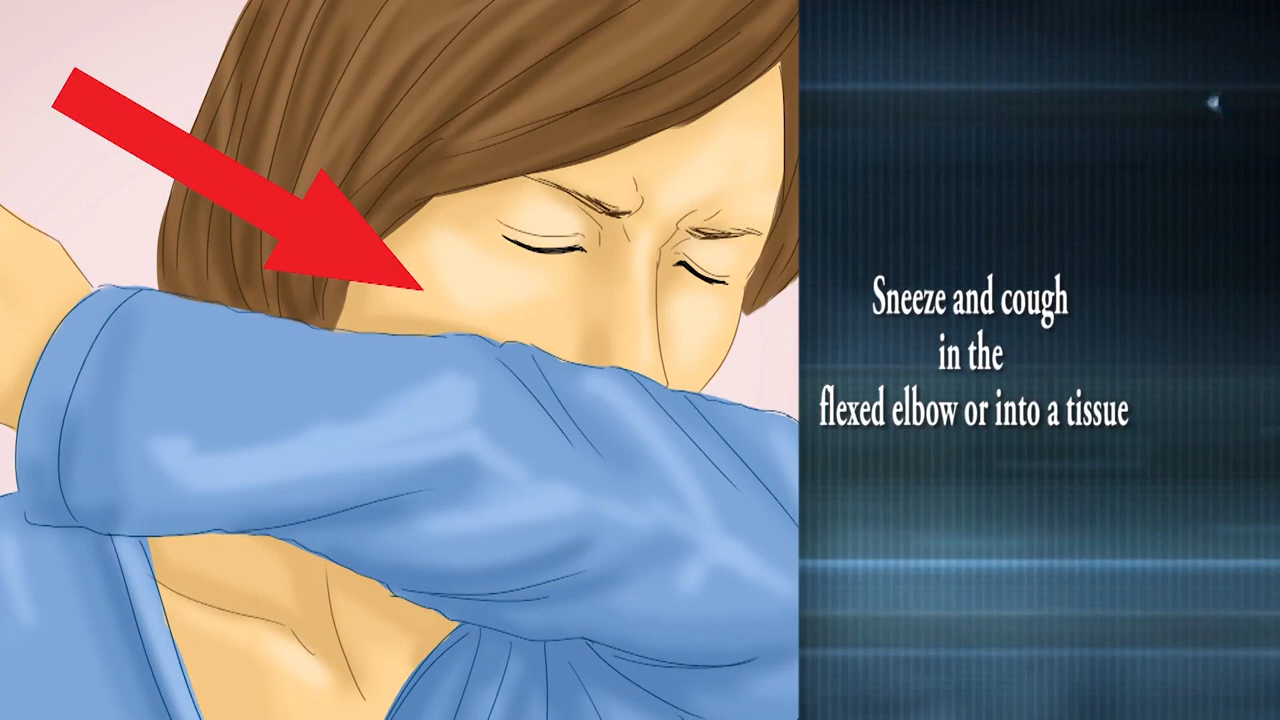 Sneeze and cough
in the
flexed elbow or into a tissue